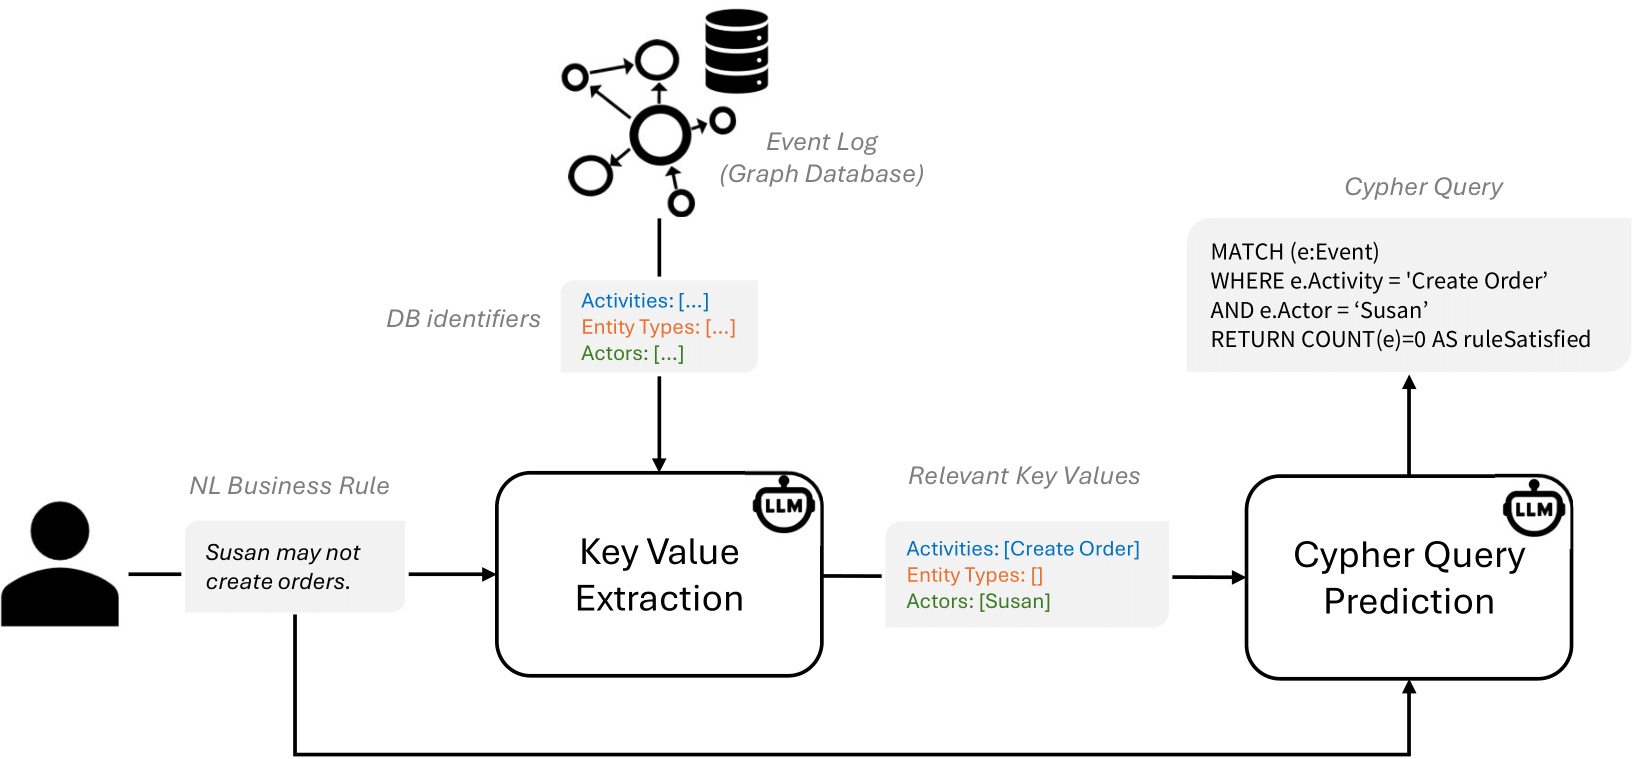 Event Log
(Graph Database)
DB identifiers
Activities: [...]
Entity Types: [...]
Actors: [...]
NL Business Rule
Susan may not
create orders.
LLM
Key Value
Extraction
Relevant Key Values
Activities: [Create Order]
Entity Types: []
Actors: [Susan]
LLM
Cypher Query
Prediction
Cypher Query
MATCH (e:Event)
WHERE e.Activity = 'Create Order’
AND e.Actor = ‘Susan’
RETURN COUNT(e)=0 AS ruleSatisfied